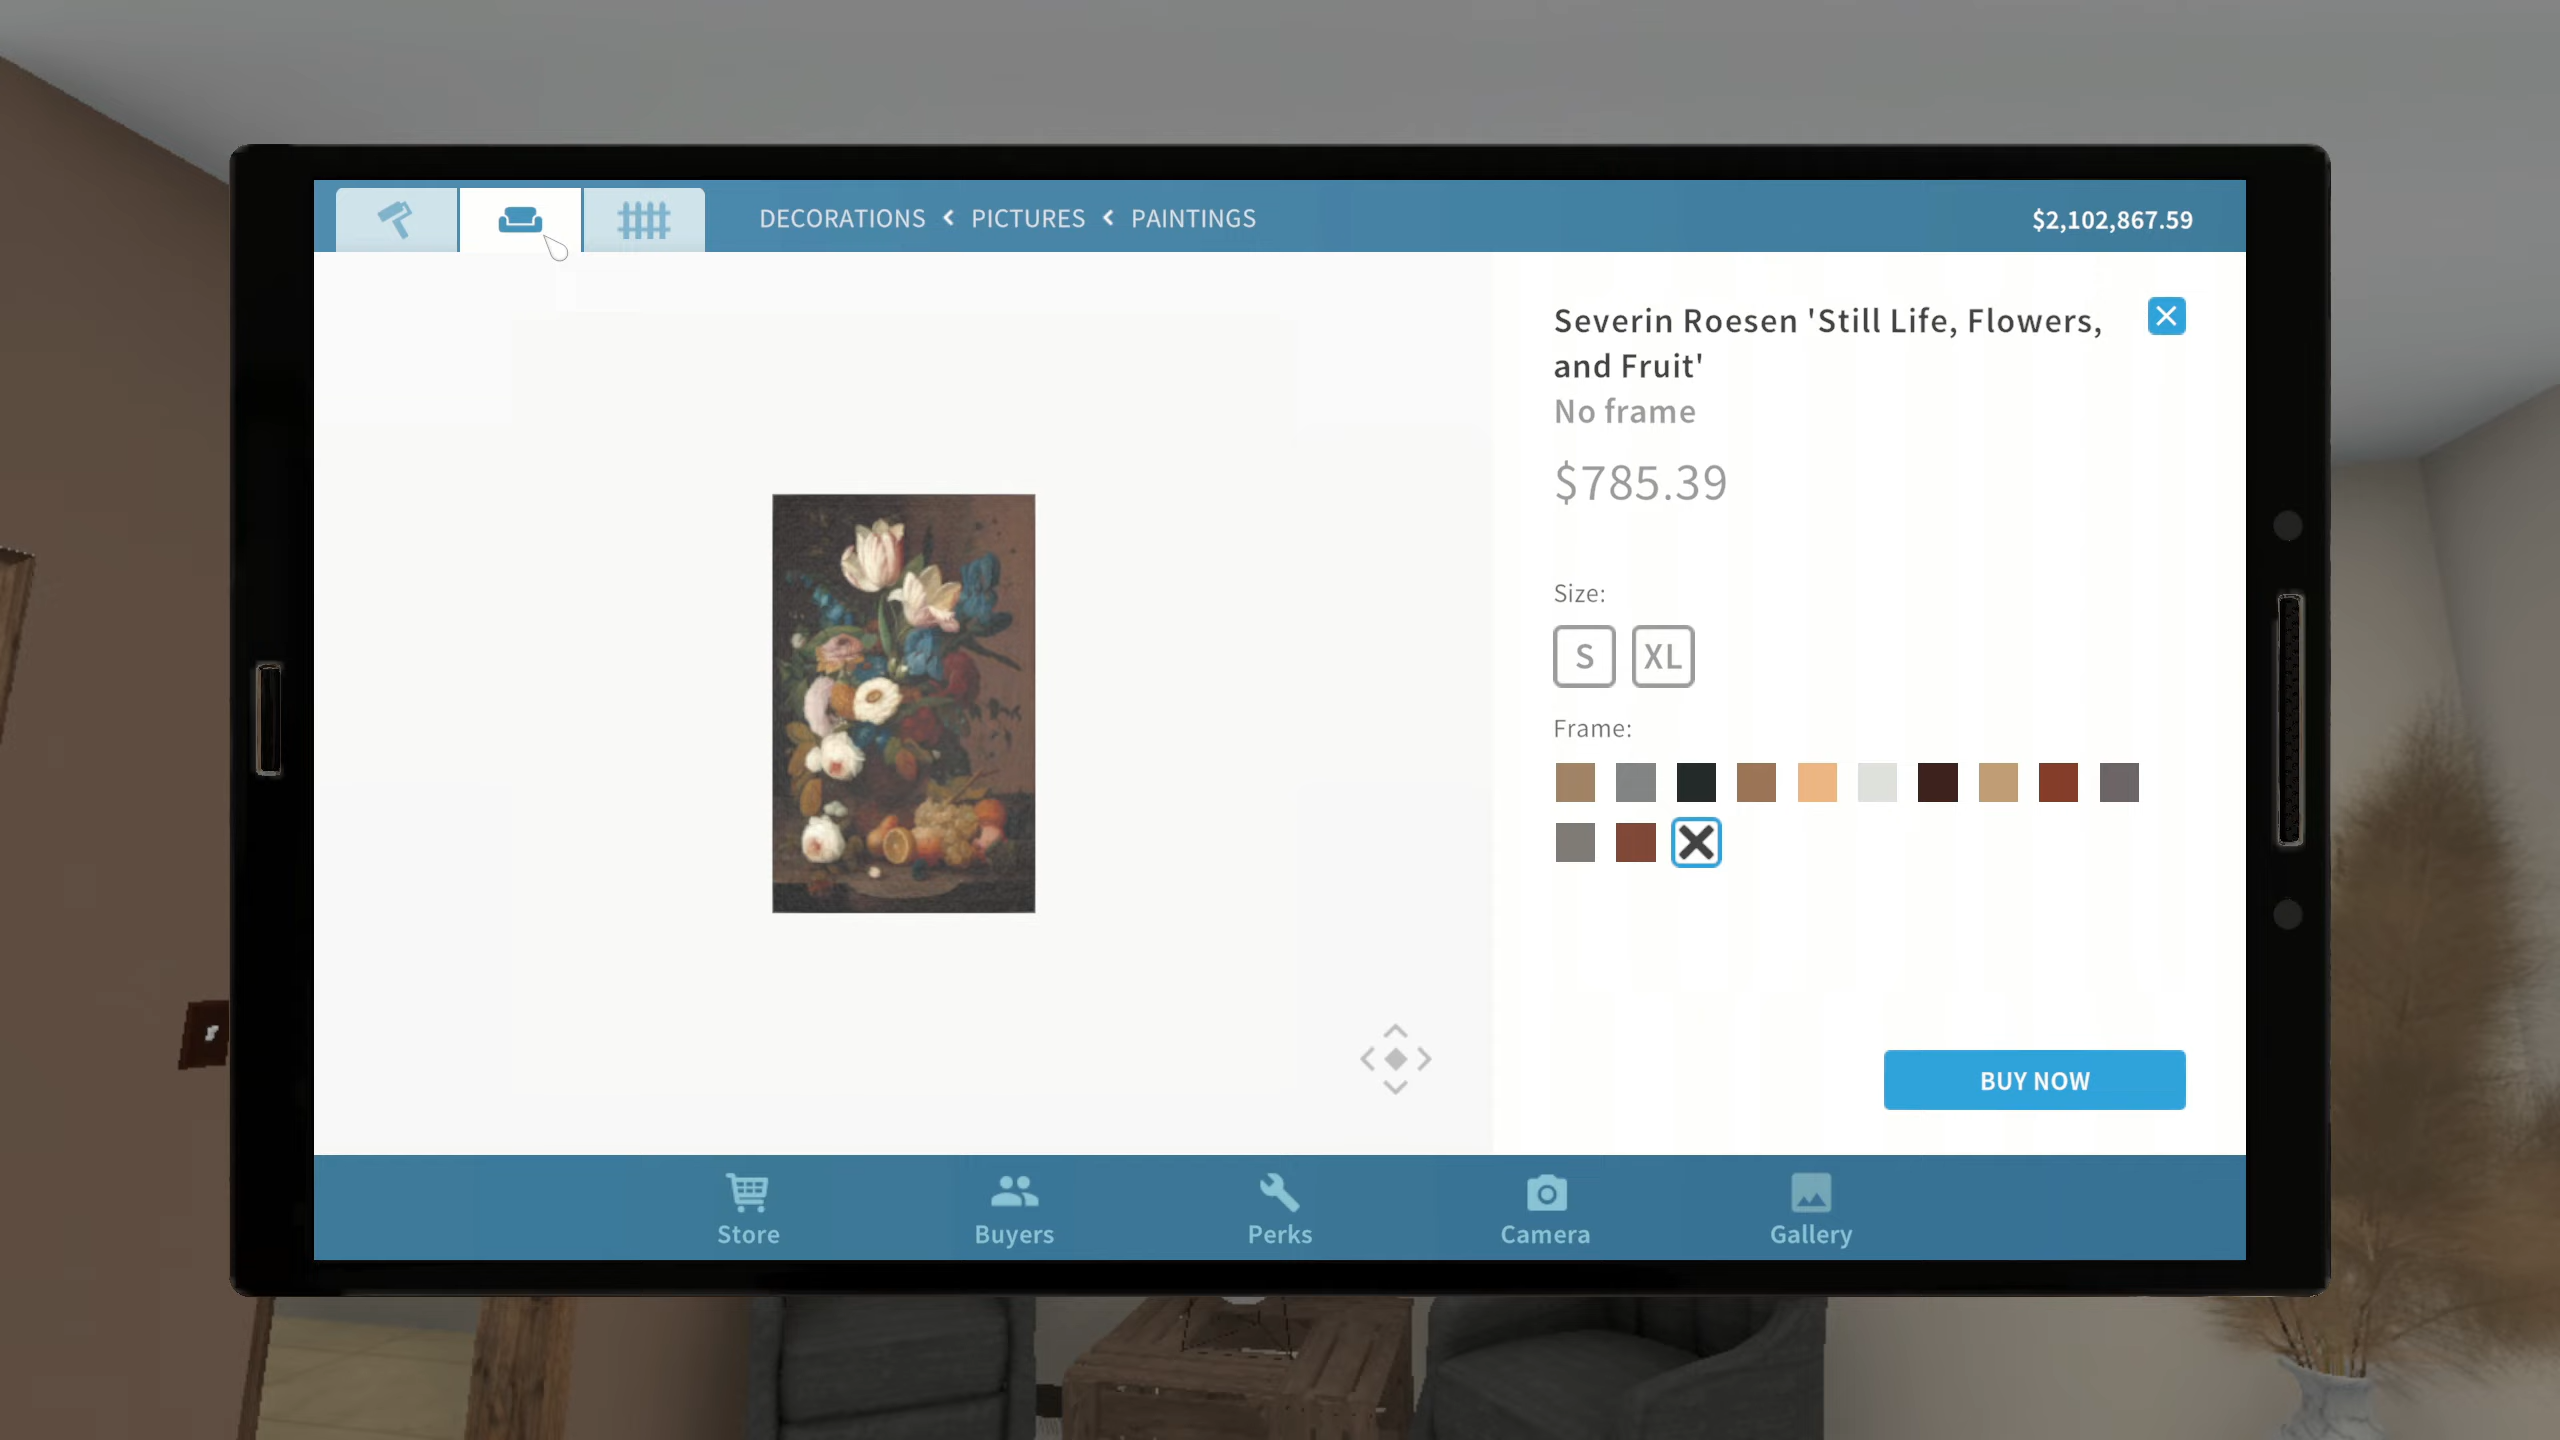 DECORATIONS < PICTURES < PAINTINGS
$2,102,867.59
Severin Roesen 'Still Life, Flowers,
and Fruit'
No frame
$785.39
Size:
S XL
Frame:
BUY NOW
Store Buyers Perks Camera Gallery